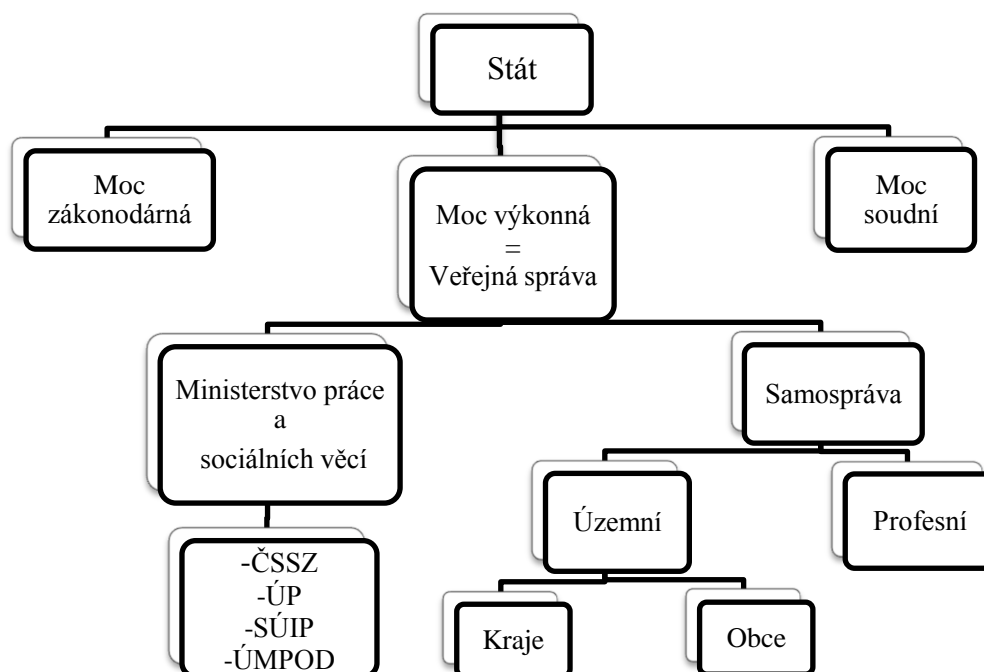 Stát
Moc
zákonodárná
Moc výkonná
=
Veřejná správa
Moc
soudní
Ministerstvo práce
a
sociálních věcí
Samospráva
Územní
Profesní
-ČSSZ
-ÚP
-SÚIP
-ÚMPOD
Kraje
Obce